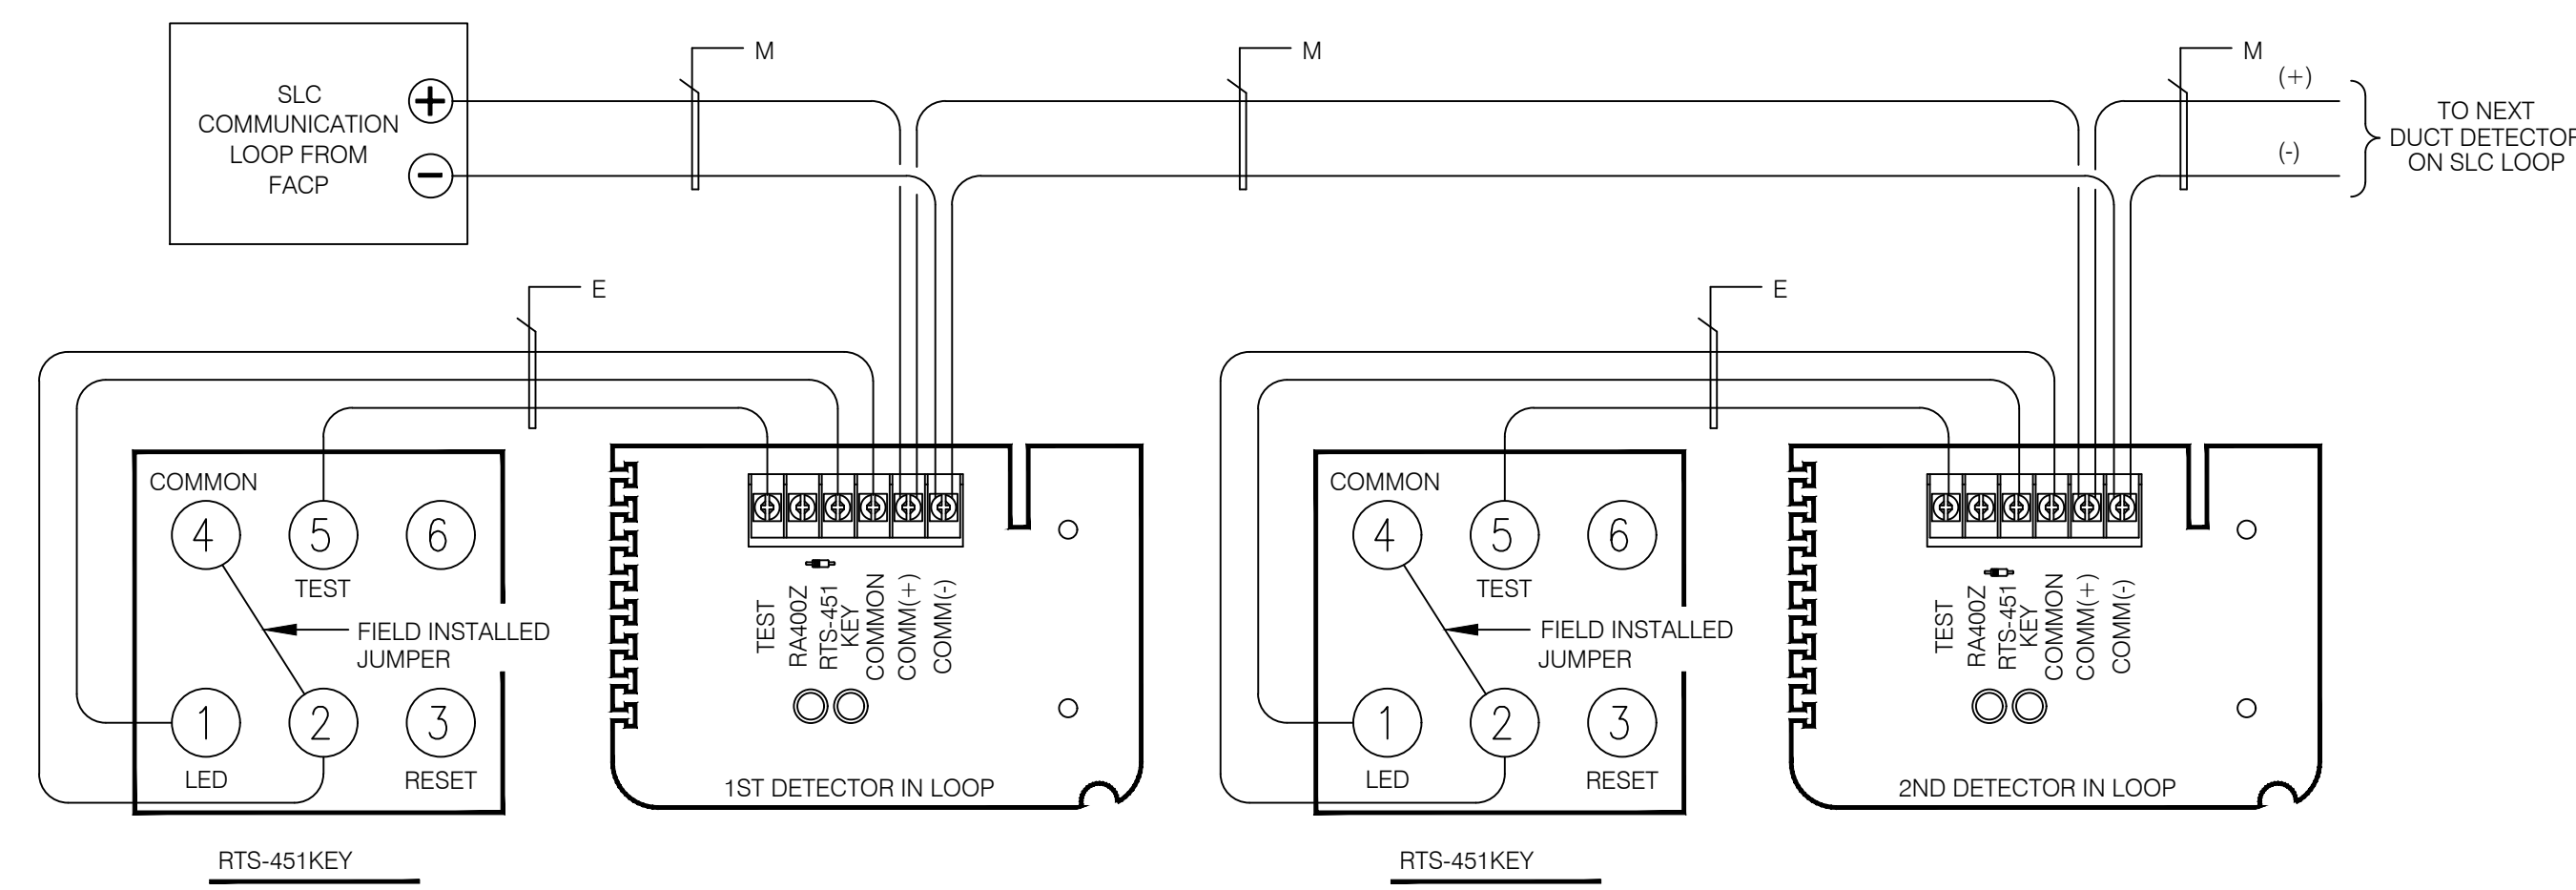 M
M
M
(+)
SLC
COMMUNICATION
LOOP FROM
FACP
(-)
TO NEXT
DUCT DETECTOR
ON SLC LOOP
E
E
COMMON
4
5
6
TEST
FIELD INSTALLED
JUMPER
1
2
3
LED
RESET
RTS-451KEY
TEST
RA400Z
RTS-451
KEY
COMMON
COMM(+)
COMM(-)
1ST DETECTOR IN LOOP
COMMON
4
5
6
TEST
FIELD INSTALLED
JUMPER
1
2
3
LED
RESET
RTS-451KEY
TEST
RA400Z
RTS-451
KEY
COMMON
COMM(+)
COMM(-)
2ND DETECTOR IN LOOP